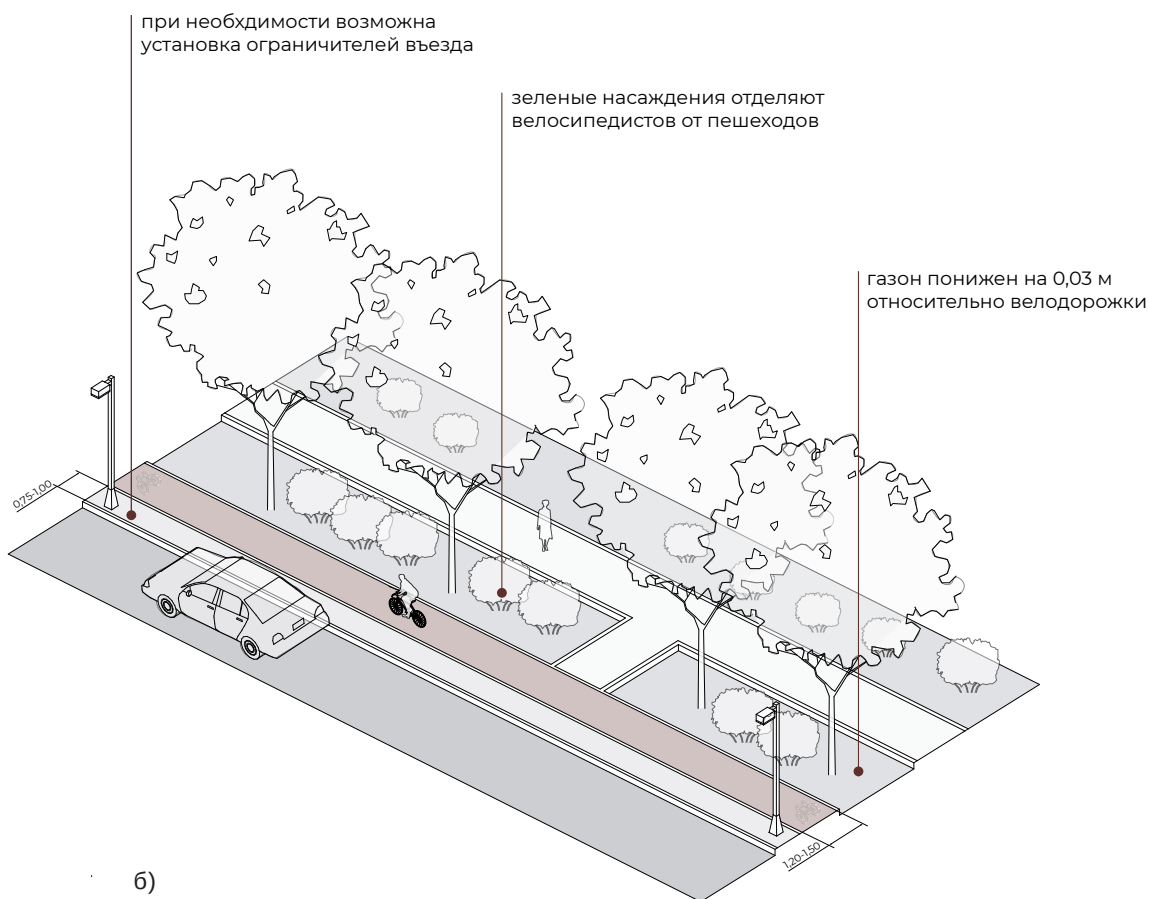 при необхдимости возможна
установка ограничителей въезда
зеленые насаждения отделяют
велосипедистов от пешеходов
газон понижен на 0,03 м
относительно велодорожки
0,75-1,00
1,20-1,50
б)